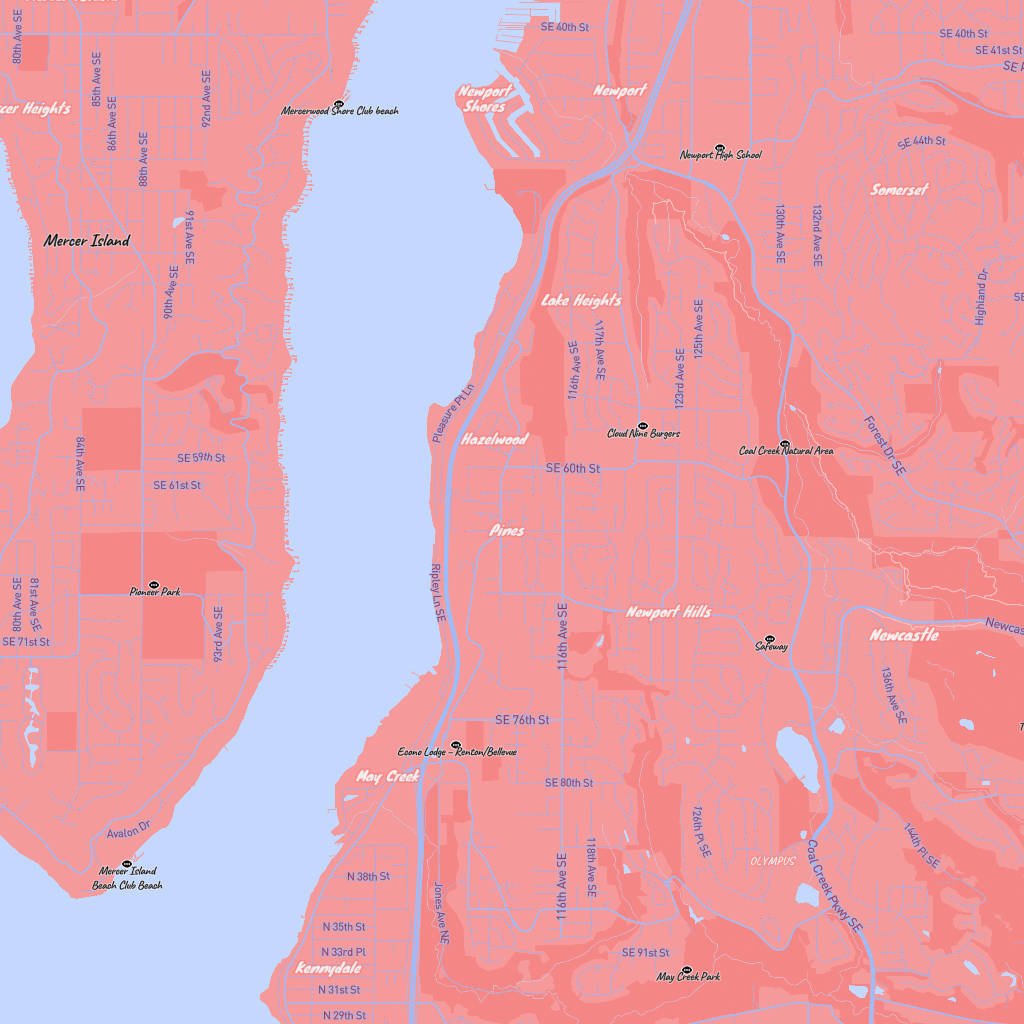 80th Ave SE
85th Ave SE
86th Ave SE
88th Ave SE
92nd Ave SE
Mercerwood Shore Club beach
Newport
Shores
SE 40th St
Newport
Newport High School
SE 40th St
SE 41st St
SE 44th St
Somerset
Mercer Island
91st Ave SE
90th Ave SE
130th Ave SE
132nd Ave SE
Highland Dr
Lake Heights
116th Ave SE
117th Ave SE
125th Ave SE
123rd Ave SE
Pleasure Pt Ln
Hazelwood
Cloud Nine Burgers
Coal Creek Natural Area
Forest Dr SE
84th Ave SE
SE 59th St
SE 61st St
SE 60th St
Pines
80th Ave SE
81st Ave SE
Pioneer Park
93rd Ave SE
SE 71st St
Ripley Ln SE
116th Ave SE
Newport Hills
Safeway
Newcastle
136th Ave SE
SE 76th St
Econo Lodge - Renton/Bellevue
May Creek
SE 80th St
126th Pl SE
118th Ave SE
116th Ave SE
OLYMPUS
144th Pl SE
Coal Creek Pkwy SE
Avalon Dr
Mercer Island
Beach Club Beach
N 38th St
Jones Ave NE
N 35th St
N 33rd Pl
Kennydale
N 31st St
N 29th St
SE 91st St
May Creek Park